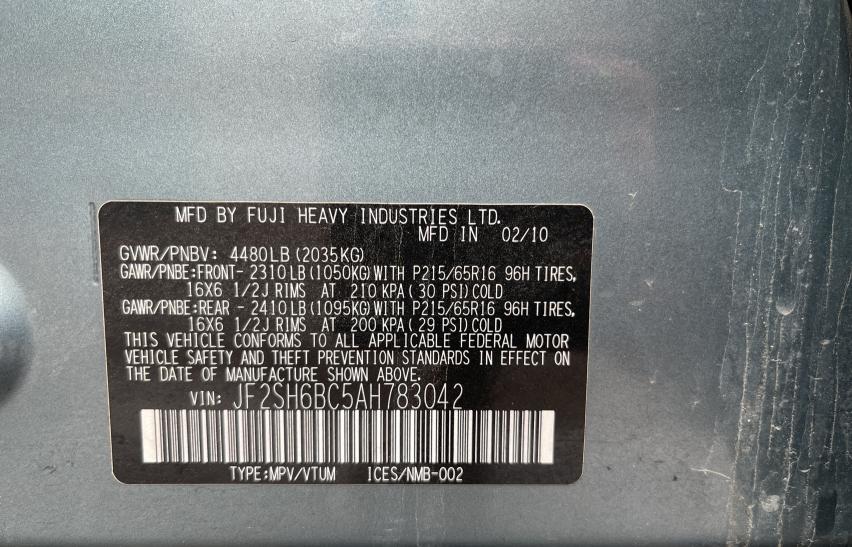 MFD BY FUJI HEAVY INDUSTRIES LTD.
MFD IN 02/10
GVWR/PNBV: 4480LB (2035KG)
GAWR/PNBE:FRONT- 2310LB (1050KG) WITH P215/65R16 96H TIRES,
16X6 1/2J RIMS AT 210 KPA (30 PSI) COLD
GAWR/PNBE:REAR - 2410LB (1095KG) WITH P215/65R16 96H TIRES,
16X6 1/2J RIMS AT 200 KPA (29 PSI) COLD
THIS VEHICLE CONFORMS TO ALL APPLICABLE FEDERAL MOTOR
VEHICLE SAFETY AND THEFT PREVENTION STANDARDS IN EFFECT ON
THE DATE OF MANUFACTURE SHOWN ABOVE.
VIN: JF2SH6BC5AH783042
TYPE:MPV/VTUM ICES/NMB-002